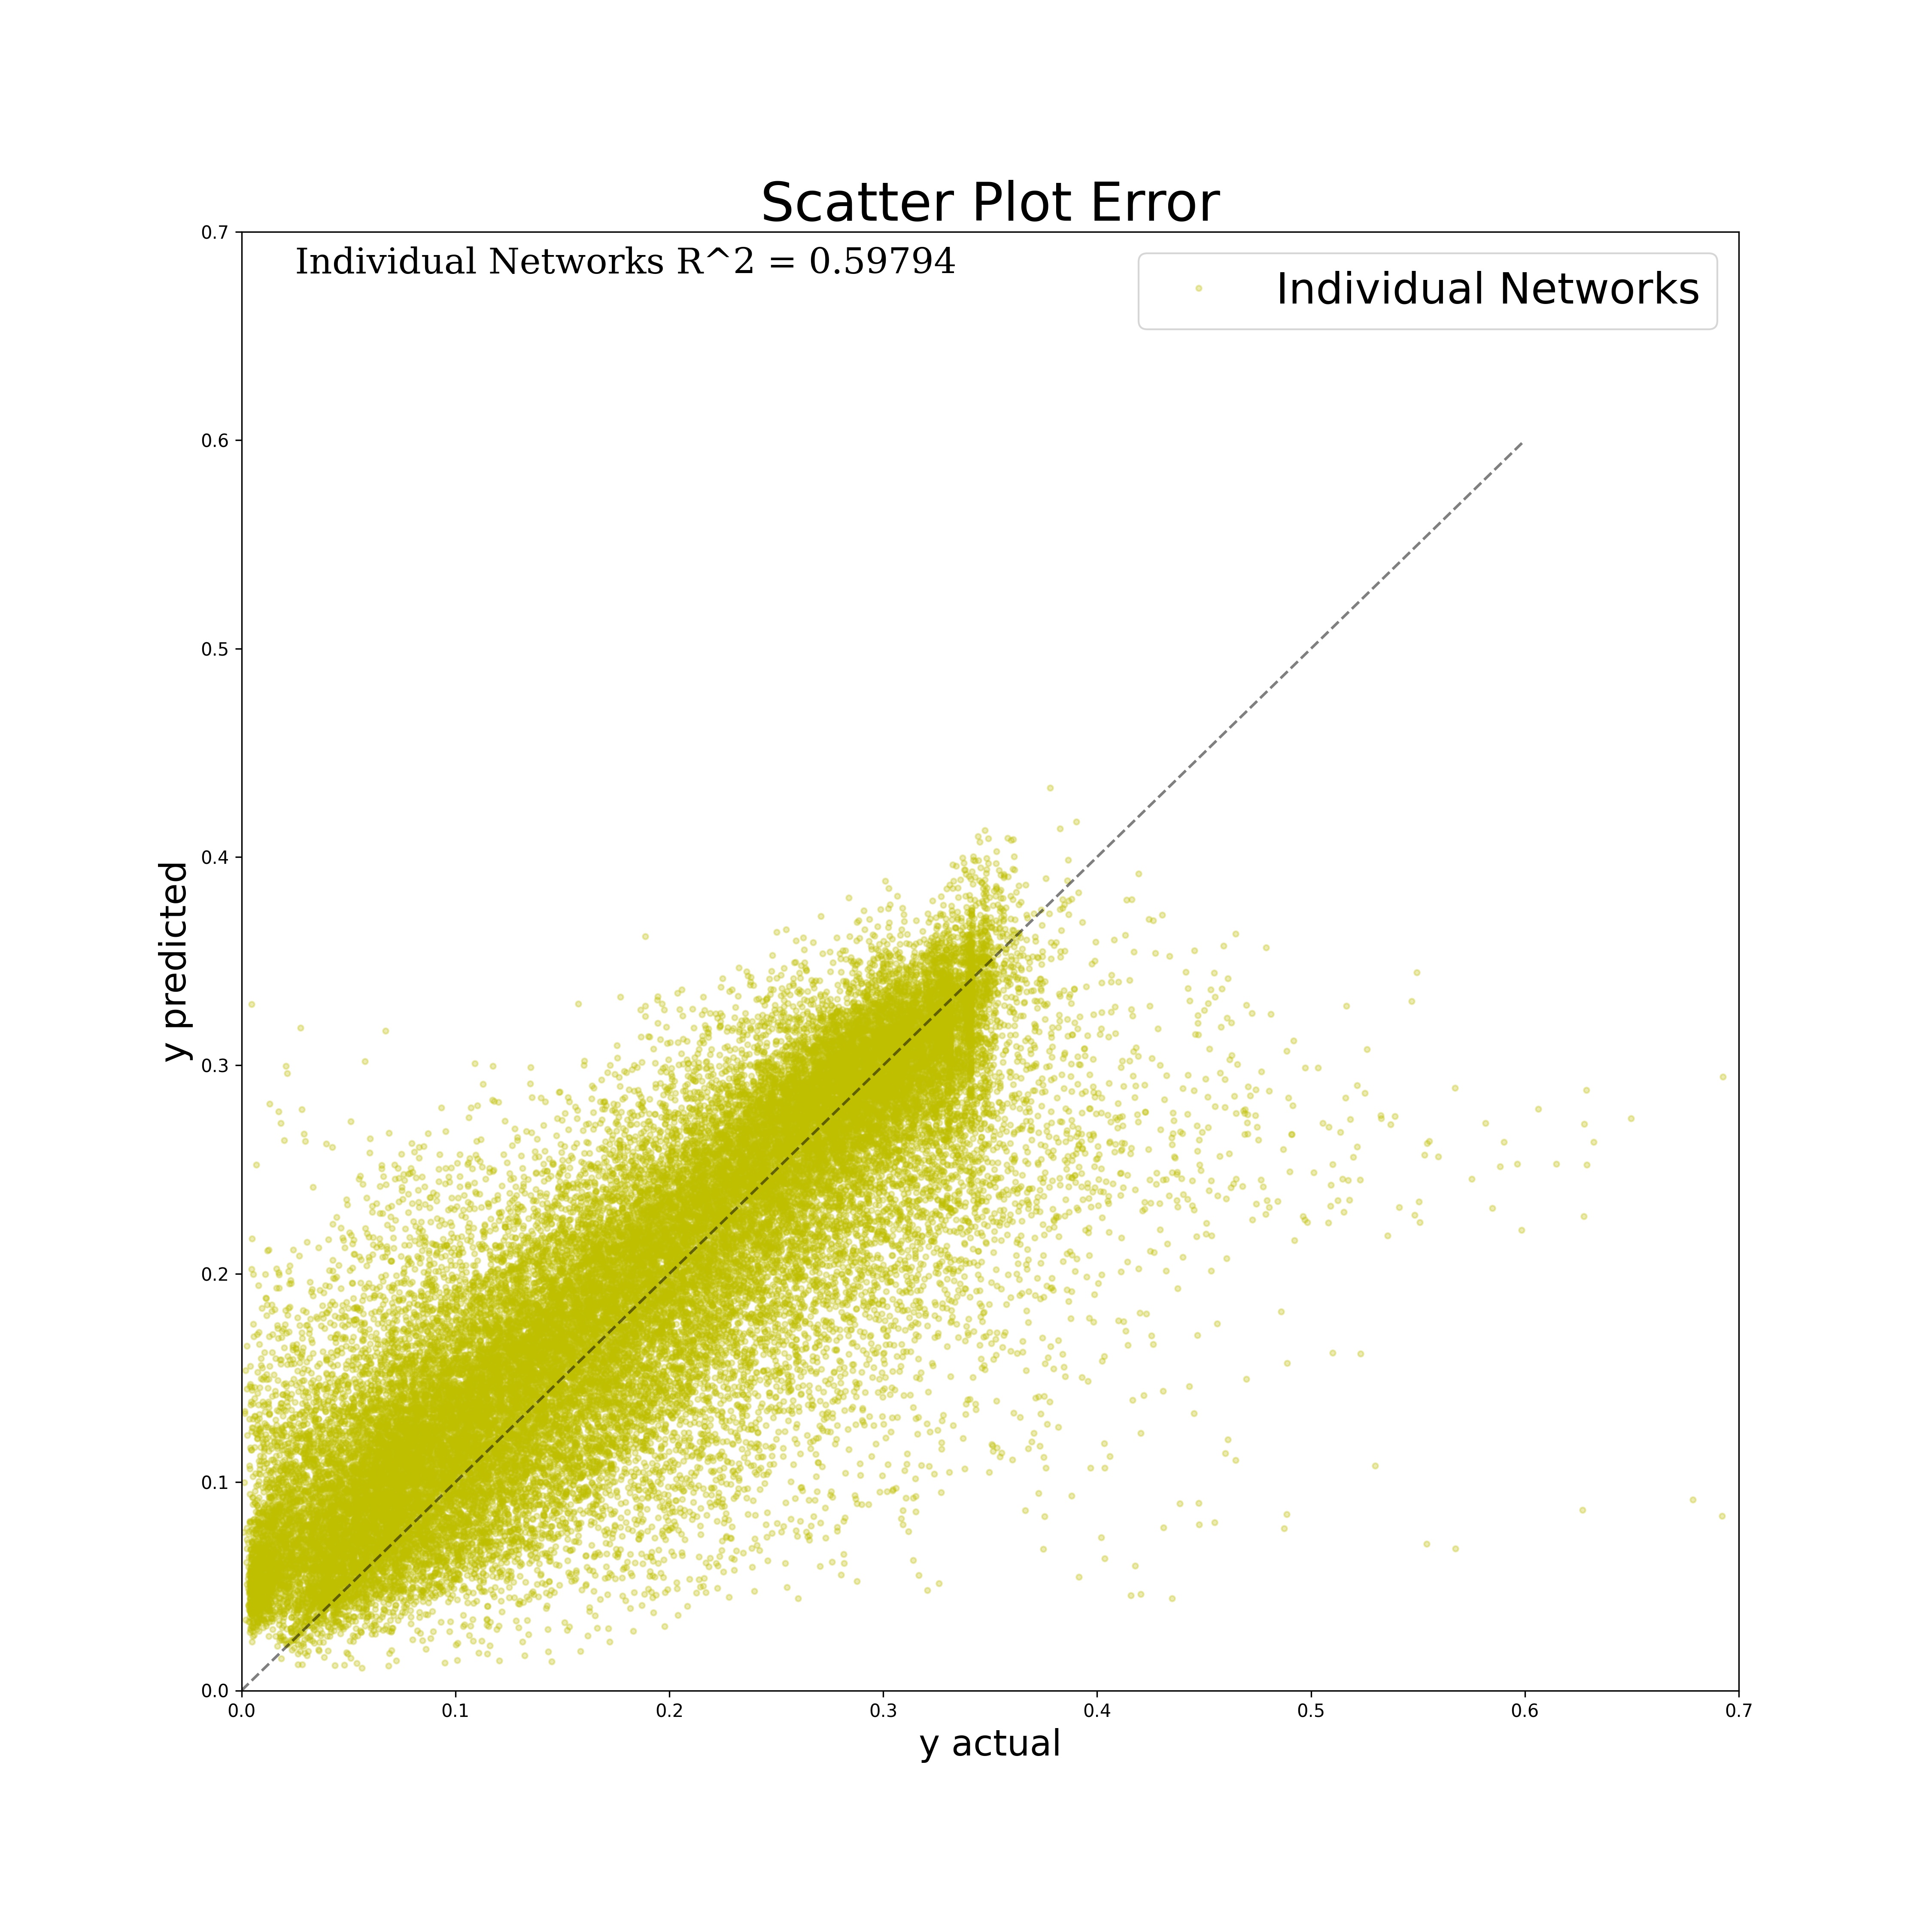 Scatter Plot Error
Individual Networks R^2 = 0.59794
Individual Networks
0.7
0.6
0.5
0.4
0.3
0.2
0.1
0.0
y predicted
0.0 0.1 0.2 0.3 0.4 0.5 0.6 0.7
y actual